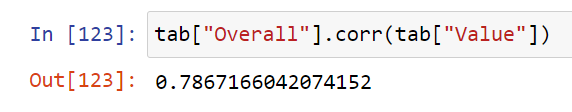 In [123]: tab["Overall"].corr(tab["Value"])
Out[123]: 0.7867166042074152